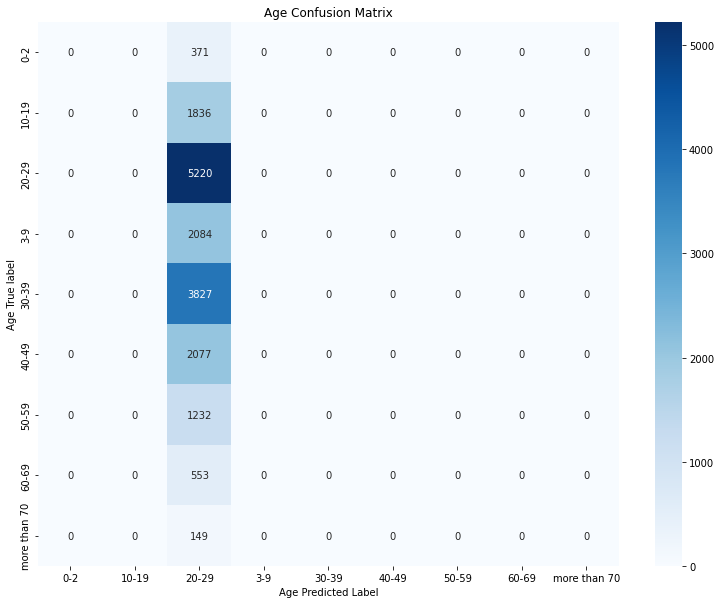 Age Confusion Matrix
0-2 0 0 371 0 0 0 0 0 0
10-19 0 0 1836 0 0 0 0 0 0
20-29 0 0 5220 0 0 0 0 0 0
3-9 0 0 2084 0 0 0 0 0 0
30-39 0 0 3827 0 0 0 0 0 0
40-49 0 0 2077 0 0 0 0 0 0
50-59 0 0 1232 0 0 0 0 0 0
60-69 0 0 553 0 0 0 0 0 0
more than 70 0 0 149 0 0 0 0 0 0
0-2 10-19 20-29 3-9 30-39 40-49 50-59 60-69 more than 70
Age Predicted Label
Age True label
5000
4000
3000
2000
1000
0